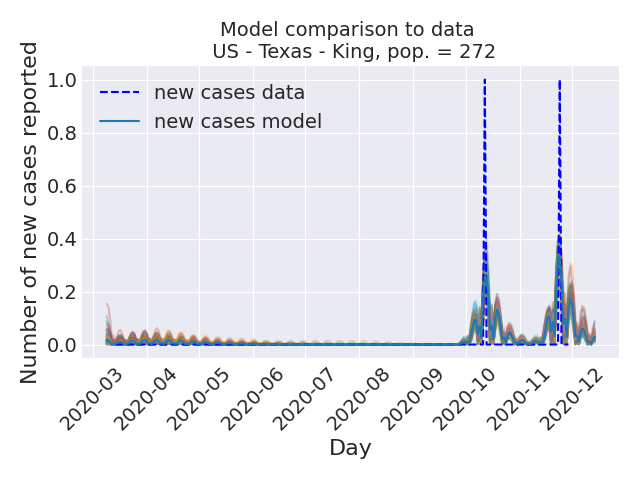 Model comparison to data
US - Texas - King, pop. = 272
Number of new cases reported
1.0
0.8
0.6
0.4
0.2
0.0
new cases data
new cases model
2020-03
2020-04
2020-05
2020-06
2020-07
2020-08
2020-09
2020-10
2020-11
2020-12
Day